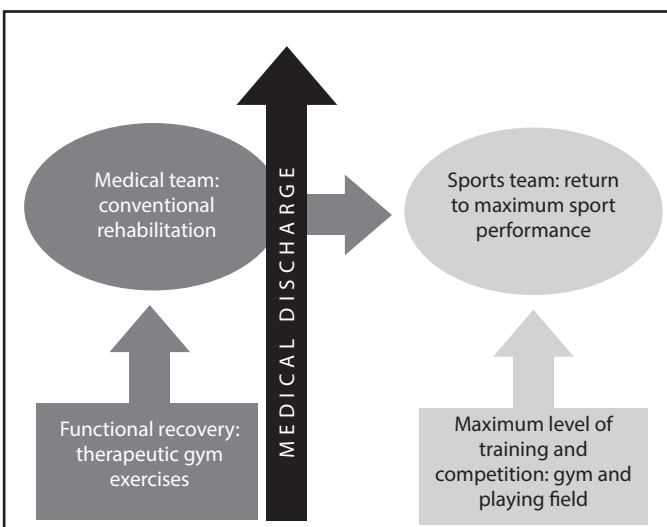 Medical team:
conventional
rehabilitation
MEDICAL DISCHARGE
Sports team: return
to maximum sport
performance
Functional recovery:
therapeutic gym
exercises
Maximum level of
training and
competition: gym and
playing field